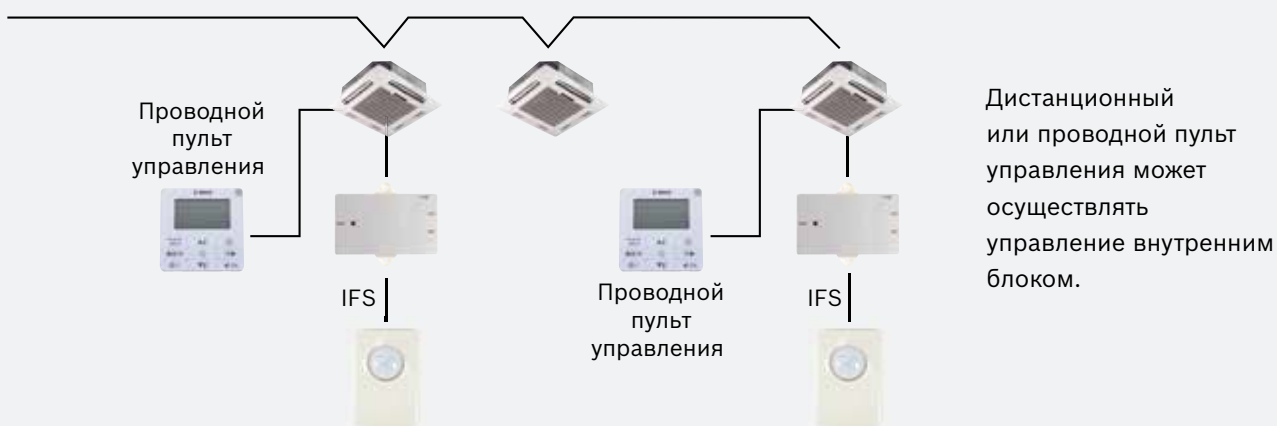 Проводной
пульт
управления
IFS
Проводной
пульт
управления
IFS
Дистанционный
или проводной пульт
управления может
осуществлять
управление внутренним
блоком.